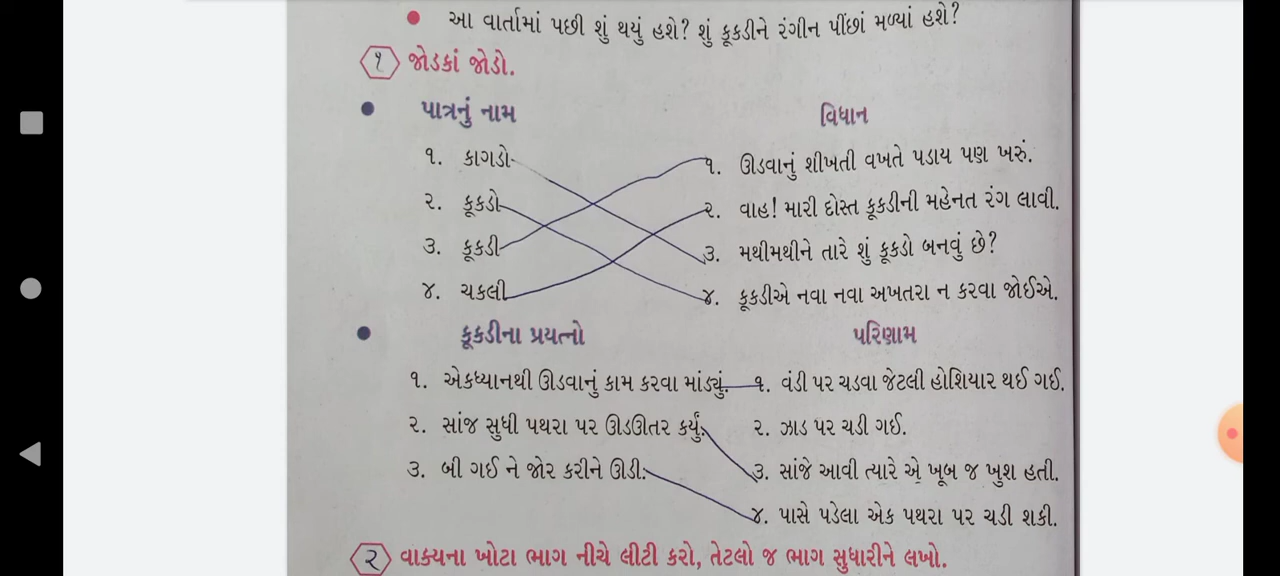 ● આ વાર્તામાં પછી શું થયું હશે? શું કૂકડીને રંગીન પીંછાં મળ્યાં હશે?
૧ જોડકાં જોડો.
● પાત્રનું નામ વિધાન
૧. કાગડો ૧. ઊડવાનું શીખતી વખતે પડાય પણ ખરું.
૨. કૂકડો ૨. વાહ! મારી દોસ્ત કૂકડીની મહેનત રંગ લાવી.
૩. કૂકડી ૩. મથીમથીને તારે શું કૂકડો બનવું છે?
૪. ચકલી ૪. કૂકડીએ નવા નવા અખતરા ન કરવા જોઈએ.
● કૂકડીના પ્રયત્નો પરિણામ
૧. એકધ્યાનથી ઊડવાનું કામ કરવા માંડ્યું. ૧. વંડી પર ચડવા જેટલી હોશિયાર થઈ ગઈ.
૨. સાંજ સુધી પથરા પર ઊડઊતર કર્યું. ૨. ઝાડ પર ચડી ગઈ.
૩. બી ગઈ ને જોર કરીને ઊડી. ૩. સાંજે આવી ત્યારે એ ખૂબ જ ખુશ હતી.
૪. પાસે પડેલા એક પથરા પર ચડી શકી.
૨ વાક્યના ખોટા ભાગ નીચે લીટી કરો, તેટલો જ ભાગ સુધારીને લખો.